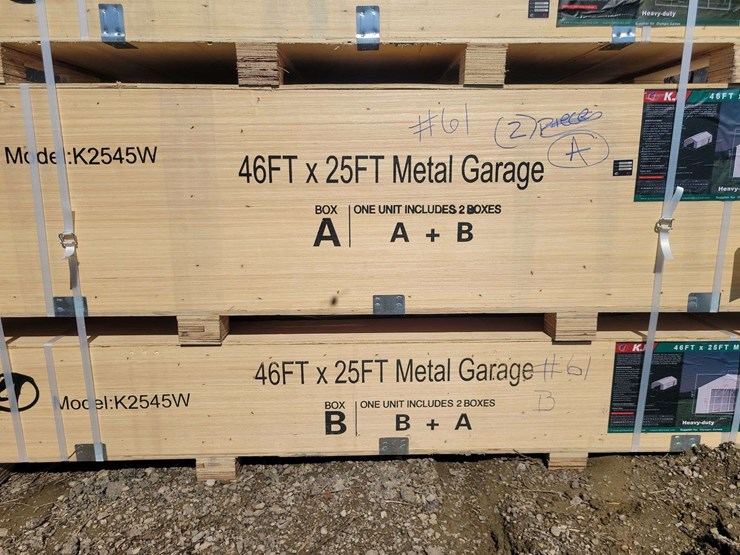 Heavy-duty
#61 (2) PIECES
A
46FT x
Model:K2545W
46FT x 25FT Metal Garage
BOX A
ONE UNIT INCLUDES 2 BOXES
A + B
Heavy-
46FT x 25FT M
46FT x 25FT Metal Garage
#61
B
Model:K2545W
BOX B
ONE UNIT INCLUDES 2 BOXES
B + A
Heavy-duty